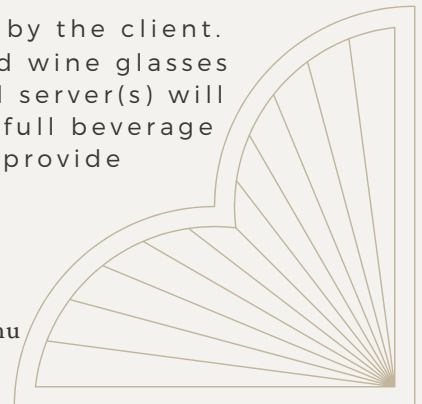 by the client.
d wine glasses
server(s) will
full beverage
provide